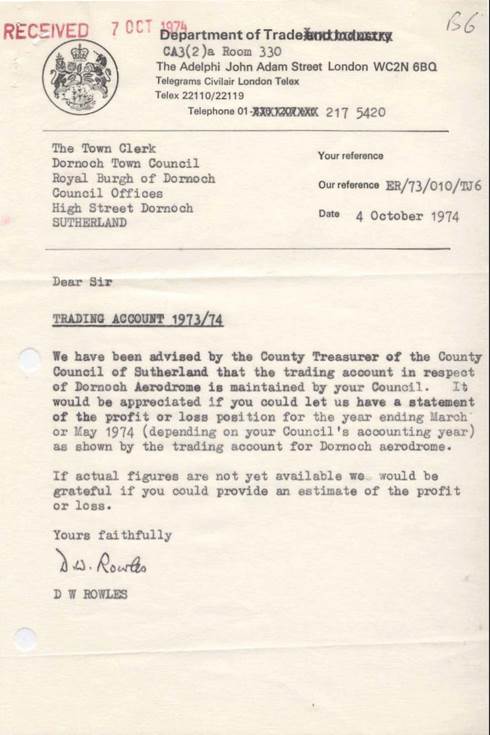 B6
RECEIVED 7 OCT 1974
Department of Trade and Industry
CA3(2)a Room 330
The Adelphi John Adam Street London WC2N 6BQ
Telegrams Civilair London Telex
Telex 22110/22119
Telephone 01- 217 5420
The Town Clerk
Dornoch Town Council
Royal Burgh of Dornoch
Council Offices
High Street Dornoch
SUTHERLAND
Your reference
Our reference ER/73/010/TJ6
Date 4 October 1974
Dear Sir
TRADING ACCOUNT 1973/74
We have been advised by the County Treasurer of the County
Council of Sutherland that the trading account in respect
of Dornoch Aerodrome is maintained by your Council. It
would be appreciated if you could let us have a statement
of the profit or loss position for the year ending March
or May 1974 (depending on your Council's accounting year)
as shown by the trading account for Dornoch aerodrome.
If actual figures are not yet available we would be
grateful if you could provide an estimate of the profit
or loss.
Yours faithfully
D.W. Rowles
D W ROWLES